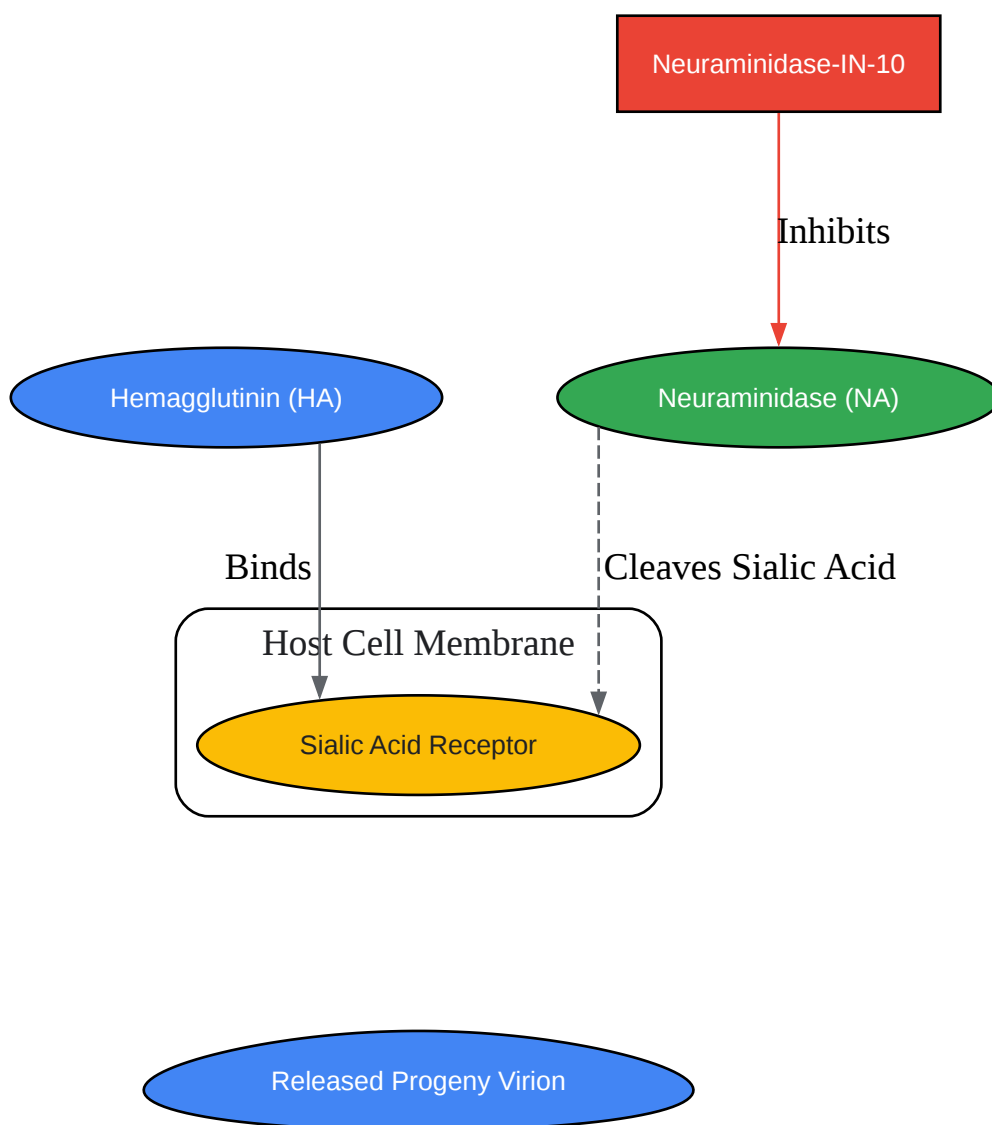 Neuraminidase-IN-10
Inhibits
Hemagglutinin (HA)
Neuraminidase (NA)
Binds
Cleaves Sialic Acid
Host Cell Membrane
Sialic Acid Receptor
Released Progeny Virion